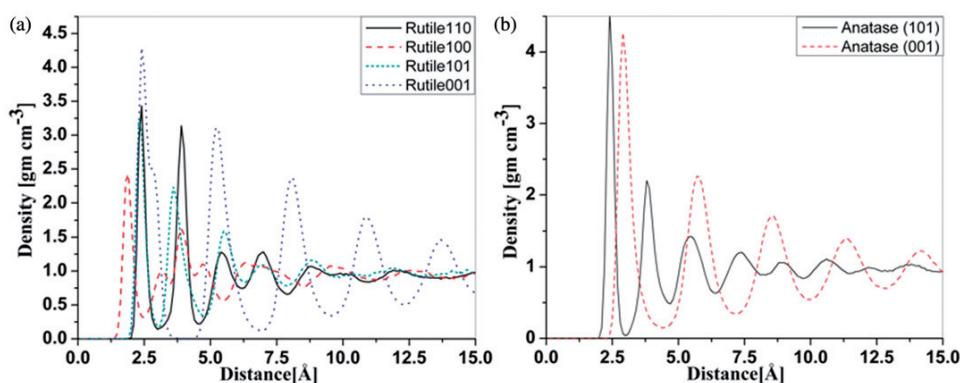 (a)
Rutile110
Rutile100
Rutile101
Rutile001
Density [gm cm-3]
4.5
4.0
3.5
3.0
2.5
2.0
1.5
1.0
0.5
0.0
0.0 2.5 5.0 7.5 10.0 12.5 15.0
Distance[Å]
(b)
Anatase (101)
Anatase (001)
Density [gm cm-3]
4
2
1
0
0.0 2.5 5.0 7.5 10.0 12.5 15.0
Distance[Å]